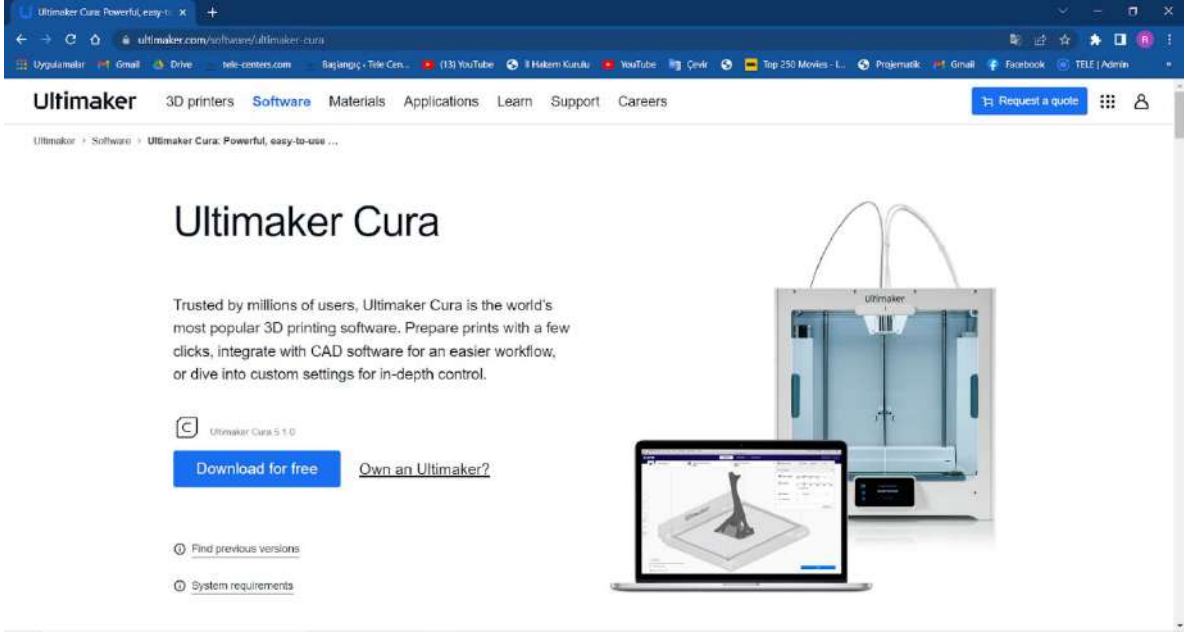 Ultimaker Cura: Powerful, easy-to
ultimaker.com/software/ultimaker-cura
Uygulamalar Gmail Drive tele-centers.com Başlangıç - Tele Cen... (13) YouTube İl Hakem Kurulu YouTube Çevir Top 250 Movies - I... Projematik Gmail Facebook TELE | Admin
Ultimaker 3D printers Software Materials Applications Learn Support Careers Request a quote
Ultimaker > Software > Ultimaker Cura: Powerful, easy-to-use ...
Ultimaker Cura
Trusted by millions of users, Ultimaker Cura is the world's
most popular 3D printing software. Prepare prints with a few
clicks, integrate with CAD software for an easier workflow,
or dive into custom settings for in-depth control.
Ultimaker Cura 5.1.0
Download for free Own an Ultimaker?
Find previous versions
System requirements
Ultimaker